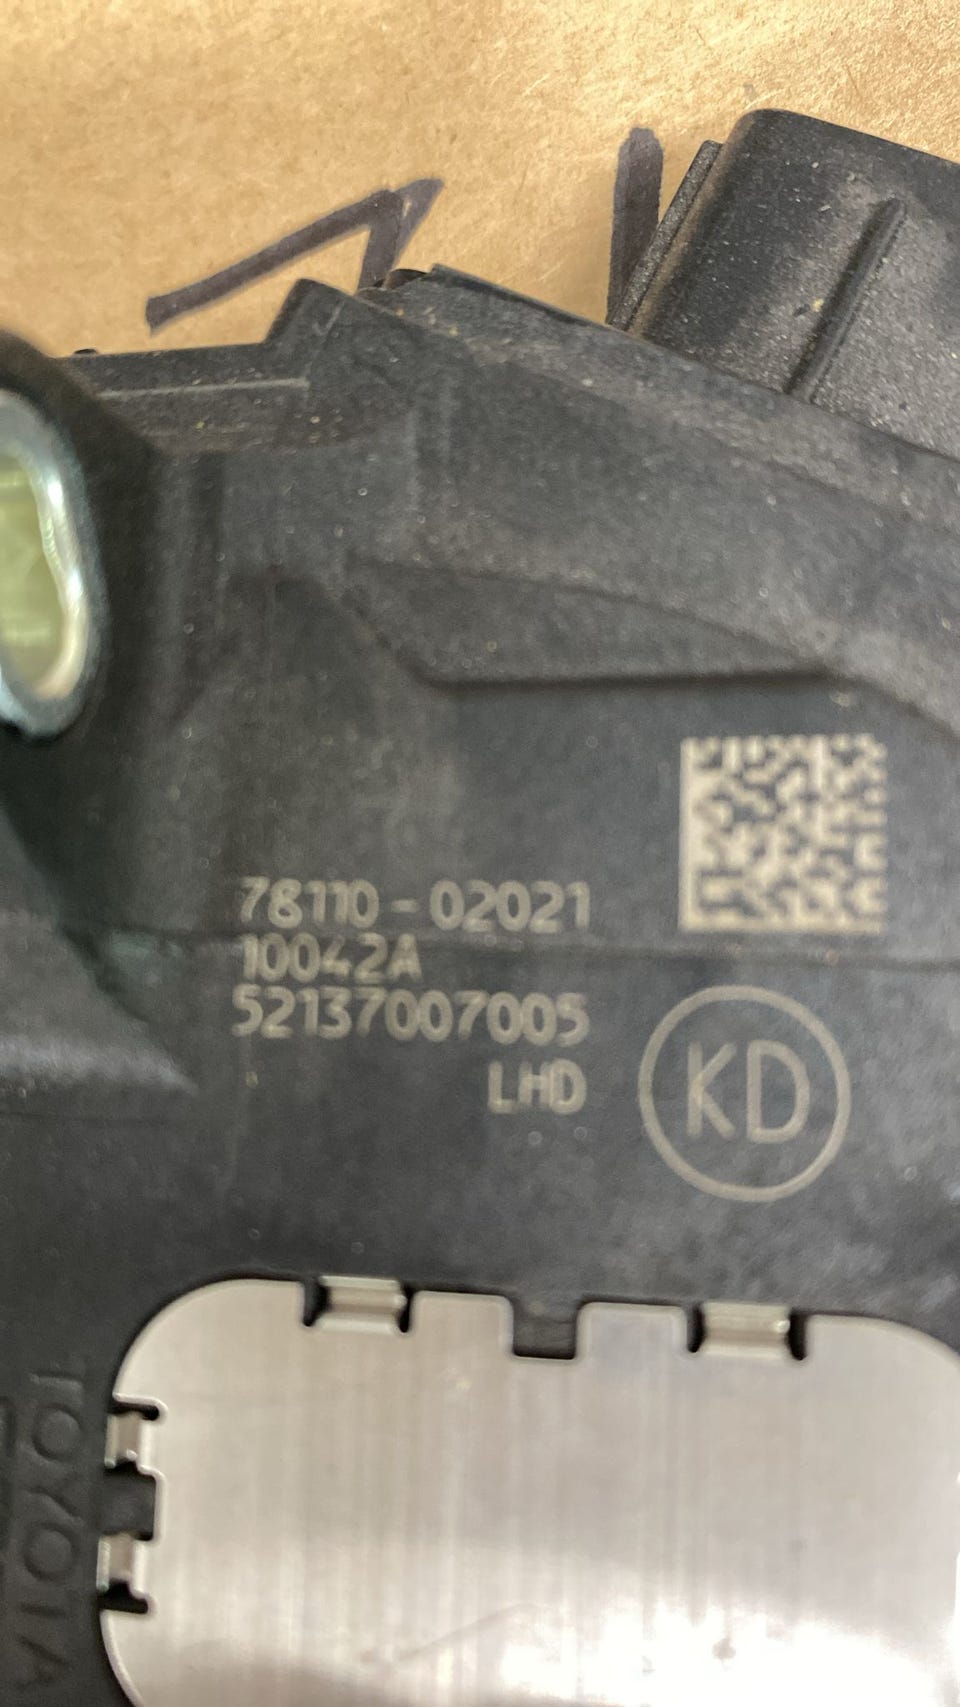 78110-02021
10042A
52137007005
LHD
KD
TOYOTA